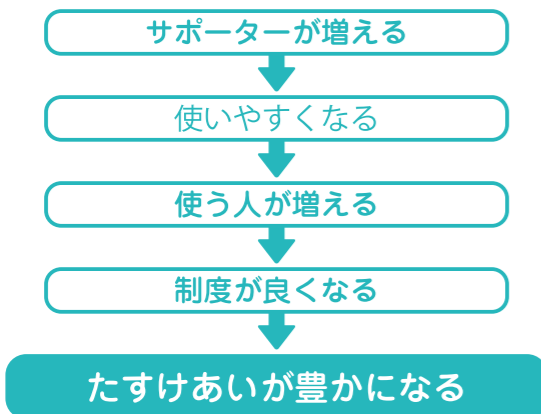 サポーターが増える
使いやすくなる
使う人が増える
制度が良くなる
たすけあいが豊かになる